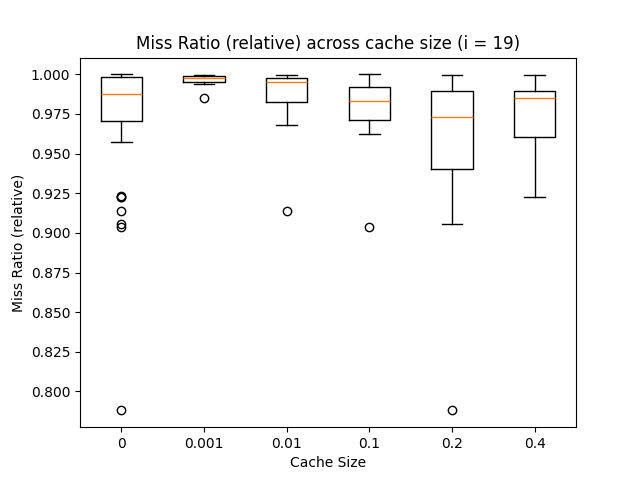 Miss Ratio (relative) across cache size (i = 19)
Miss Ratio (relative)
1.000
0.975
0.950
0.925
0.900
0.875
0.850
0.825
0.800
0 0.001 0.01 0.1 0.2 0.4
Cache Size